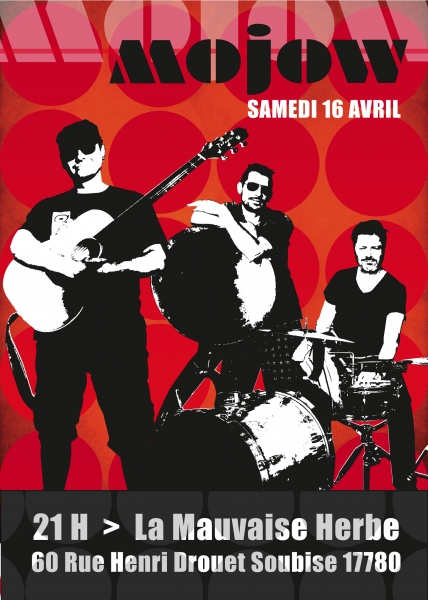 mojow
SAMEDI 16 AVRIL
21 H > La Mauvaise Herbe
60 Rue Henri Drouet Soubise 17780